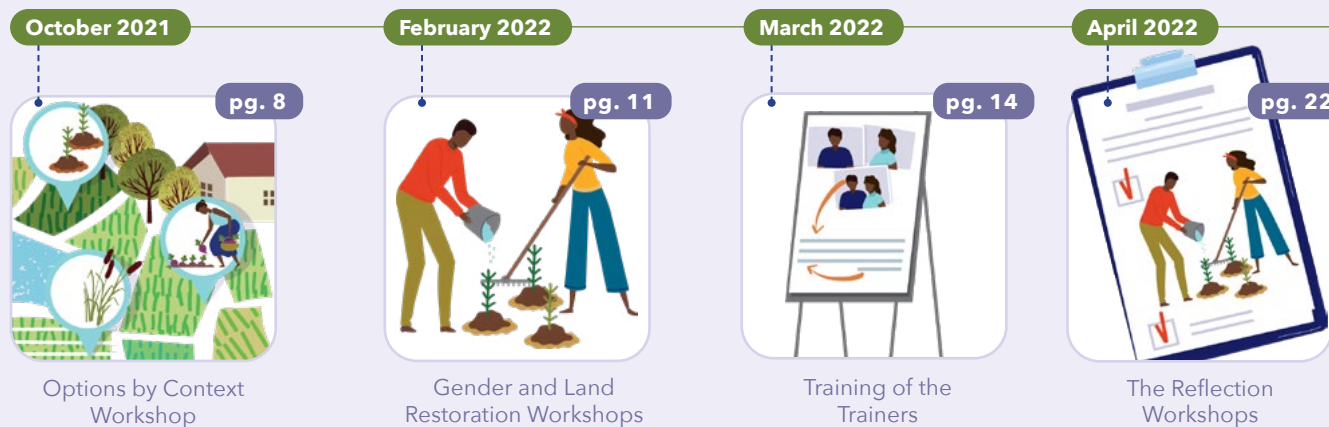 October 2021
February 2022
March 2022
April 2022
pg. 8
pg. 11
pg. 14
pg. 22
Options by Context
Workshop
Gender and Land
Restoration Workshops
Training of the
Trainers
The Reflection
Workshops